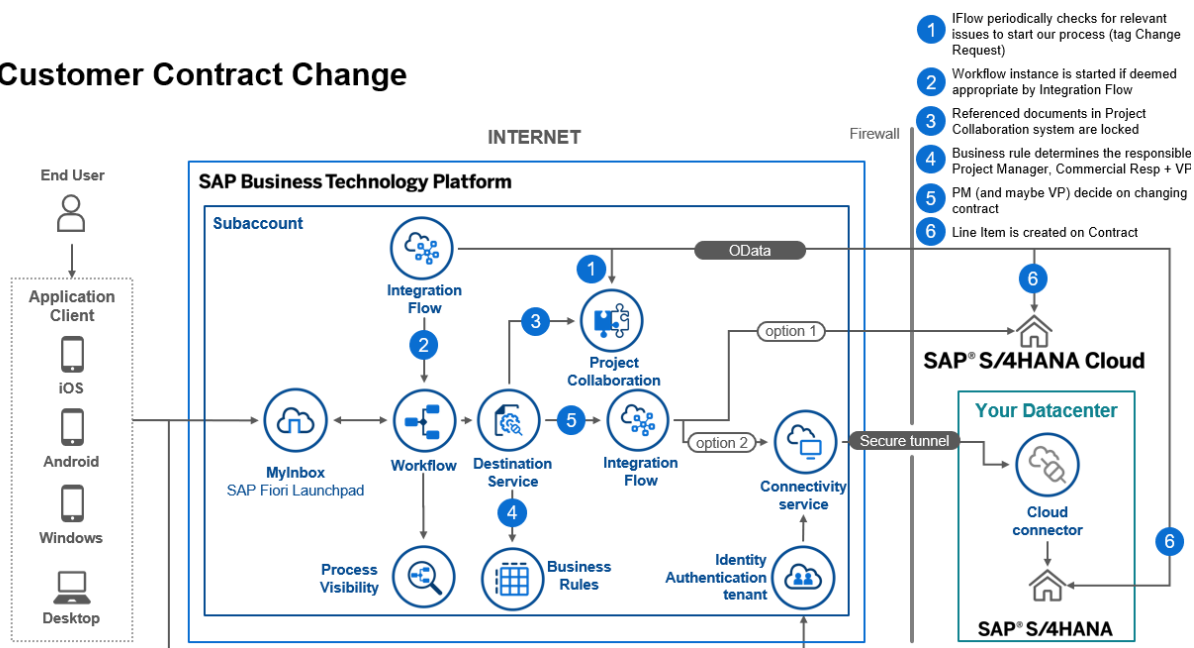 Customer Contract Change
1
IFlow periodically checks for relevant
issues to start our process (tag Change
Request)
2
Workflow instance is started if deemed
appropriate by Integration Flow
3
Referenced documents in Project
Collaboration system are locked
4
Business rule determines the responsible
Project Manager, Commercial Resp + VP
5
PM (and maybe VP) decide on changing
contract
6
Line Item is created on Contract
INTERNET
Firewall
End User
SAP Business Technology Platform
Subaccount
OData
1
Integration
Flow
6
Application
Client
3
2
option 1
Project
Collaboration
SAP® S/4HANA Cloud
iOS
Your Datacenter
5
option 2
Secure tunnel
Android
MyInbox
SAP Fiori Launchpad
Workflow
Destination
Service
Integration
Flow
Connectivity
service
4
Cloud
connector
Windows
6
Process
Visibility
Business
Rules
Identity
Authentication
tenant
Desktop
SAP® S/4HANA